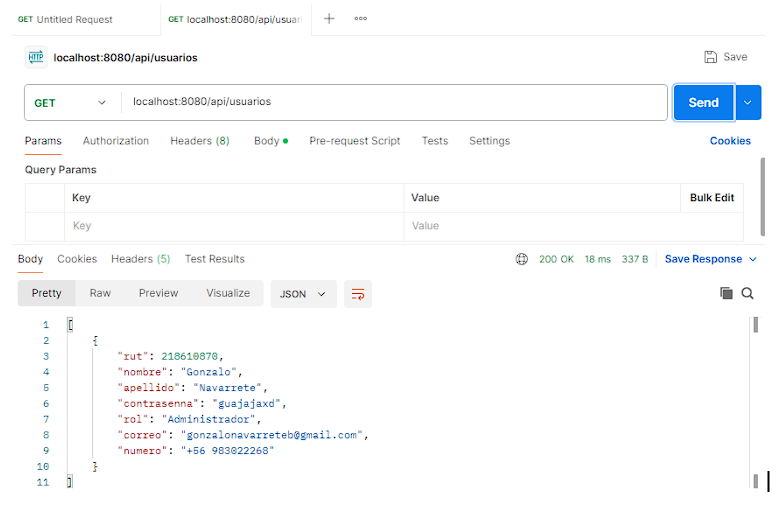 GET Untitled Request GET localhost:8080/api/usuari
HTTP localhost:8080/api/usuarios Save
GET localhost:8080/api/usuarios Send
Params Authorization Headers (8) Body Pre-request Script Tests Settings Cookies
Query Params
Key Value Bulk Edit
Key Value
Body Cookies Headers (5) Test Results 200 OK 18 ms 337 B Save Response
Pretty Raw Preview Visualize JSON
1 [
2 {
3 "rut": 218610870,
4 "nombre": "Gonzalo",
5 "apellido": "Navarrete",
6 "contrasenna": "guajajaxd",
7 "rol": "Administrador",
8 "correo": "gonzalonavarreteb@gmail.com",
9 "numero": "+56 983022268"
10 }
11 ]